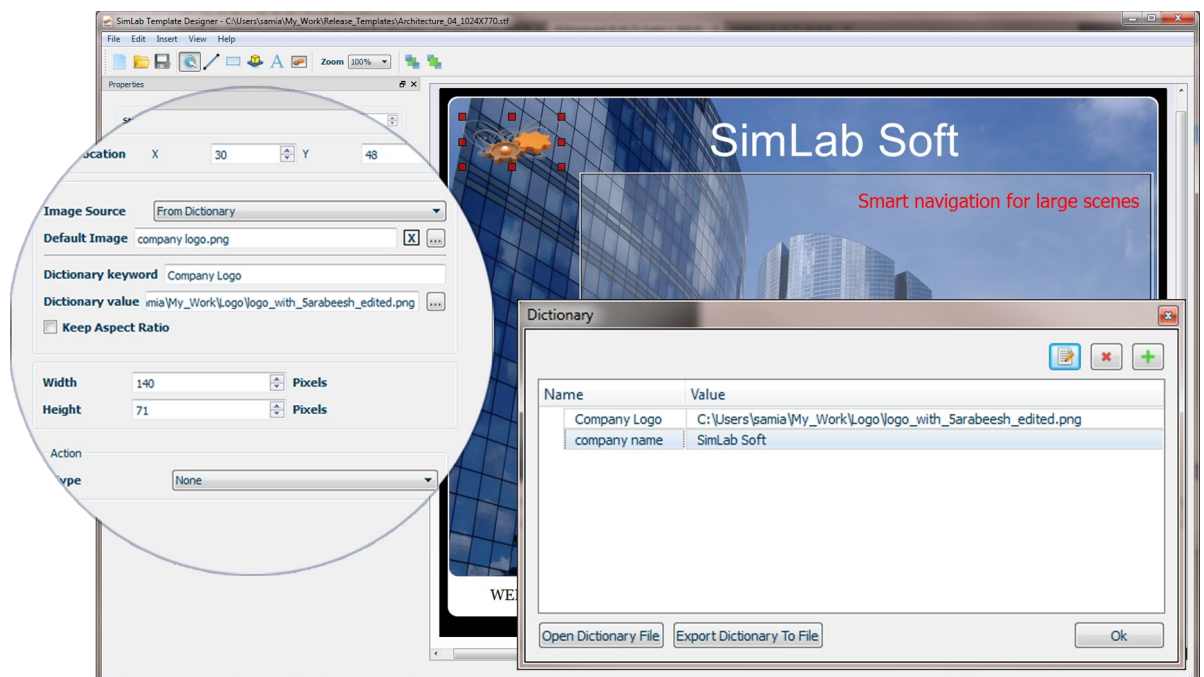 SimLab Template Designer - C:\Users\samia\My_Work\Release_Templates\Architecture_04_1024X770.stf
File Edit Insert View Help
A Zoom 100%
Properties
X 30 Y 48
Image Source From Dictionary
Default Image company logo.png X ...
Dictionary keyword Company Logo
Dictionary value mia\My_Work\Logo\logo_with_5arabeesh_edited.png ...
Keep Aspect Ratio
Width 140 Pixels
Height 71 Pixels
Action
None
SimLab Soft
Smart navigation for large scenes
Dictionary
Name Value
Company Logo C:\Users\samia\My_Work\Logo\logo_with_5arabeesh_edited.png
company name SimLab Soft
Open Dictionary File Export Dictionary To File Ok